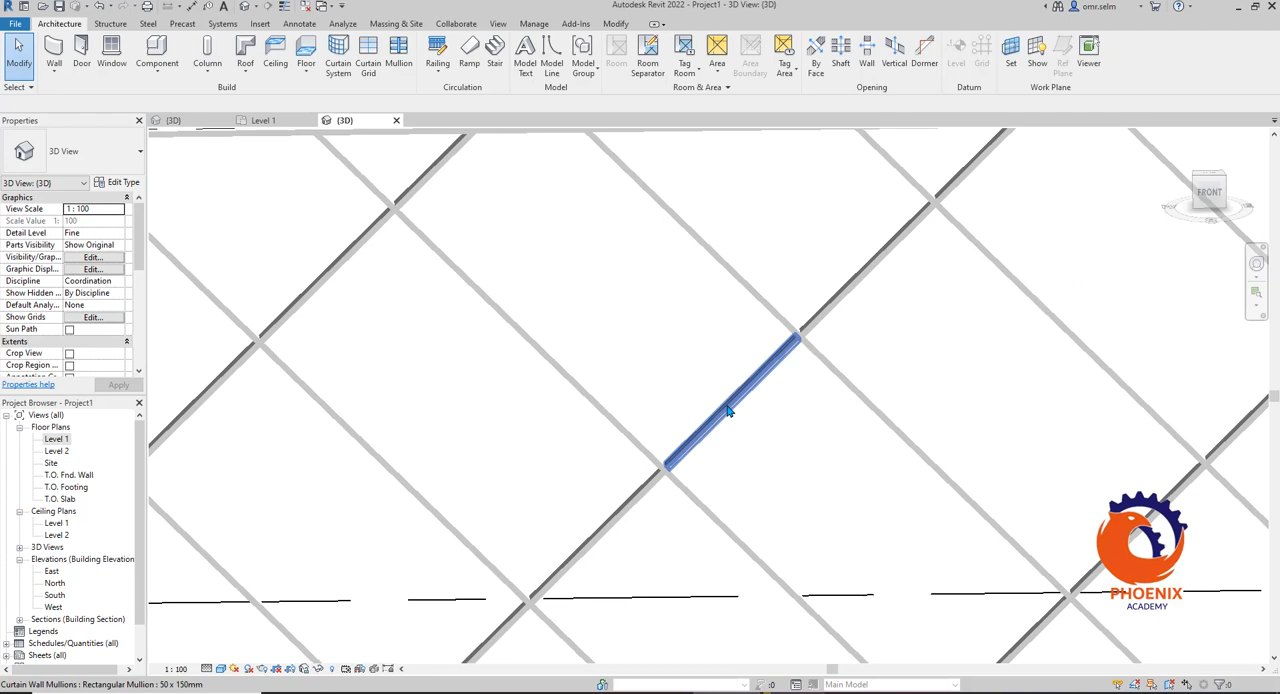 Autodesk Revit 2022 - Project1 - 3D View: {3D}
omr.selm
File Architecture Structure Steel Precast Systems Insert Annotate Analyze Massing & Site Collaborate View Manage Add-Ins Modify
Modify Wall Door Window Component Column Roof Ceiling Floor Curtain System Curtain Grid Mullion Railing Ramp Stair Model Text Model Line Model Group Room Room Separator Tag Room Area Area Boundary Tag Area By Face Shaft Wall Vertical Dormer Level Grid Set Show Ref Plane Viewer
Select Build Circulation Model Room & Area Opening Datum Work Plane
Properties
{3D} Level 1 {3D}
3D View
3D View: {3D} Edit Type
Graphics
View Scale 1 : 100
Scale Value 1: 100
Detail Level Fine
Parts Visibility Show Original
Visibility/Grap... Edit...
Graphic Displ... Edit...
Discipline Coordination
Show Hidden ... By Discipline
Default Analy... None
Show Grids Edit...
Sun Path
Extents
Crop View
Crop Region ...
Properties help Apply
Project Browser - Project1
Views (all)
Floor Plans
Level 1
Level 2
Site
T.O. Fnd. Wall
T.O. Footing
T.O. Slab
Ceiling Plans
Level 1
Level 2
3D Views
Elevations (Building Elevation
East
North
South
West
Sections (Building Section)
Legends
Schedules/Quantities (all)
Sheets (all)
FRONT
PHOENIX
ACADEMY
1 : 100
Curtain Wall Mullions : Rectangular Mullion : 50 x 150mm
:0 Main Model :0